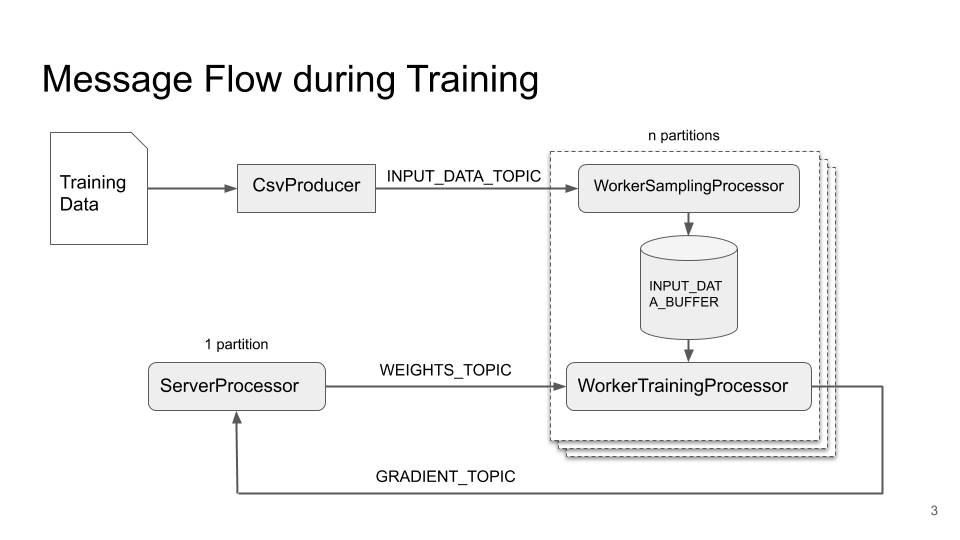 Message Flow during Training
n partitions
Training
Data
CsvProducer
INPUT_DATA_TOPIC
WorkerSamplingProcessor
INPUT_DAT
A_BUFFER
1 partition
ServerProcessor
WEIGHTS_TOPIC
WorkerTrainingProcessor
GRADIENT_TOPIC
3